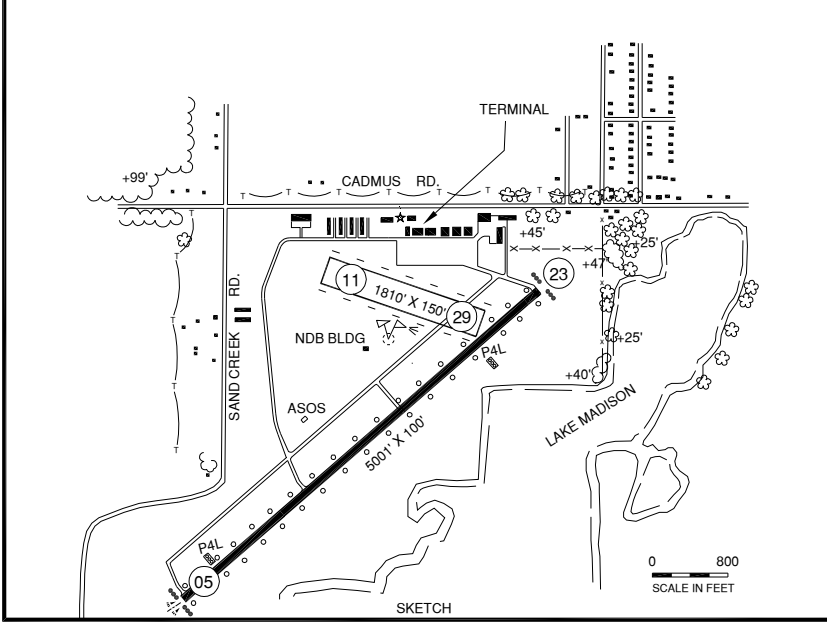 TERMINAL
+99'
CADMUS RD.
T T T T T T T
+45'
+25'
+47
23
11
1810' X 150'
29
SAND CREEK RD.
NDB BLDG
P4L
+25'
+40'
ASOS
LAKE MADISON
5001' X 100'
T
T
T
T
P4L
05
0 800
SCALE IN FEET
SKETCH